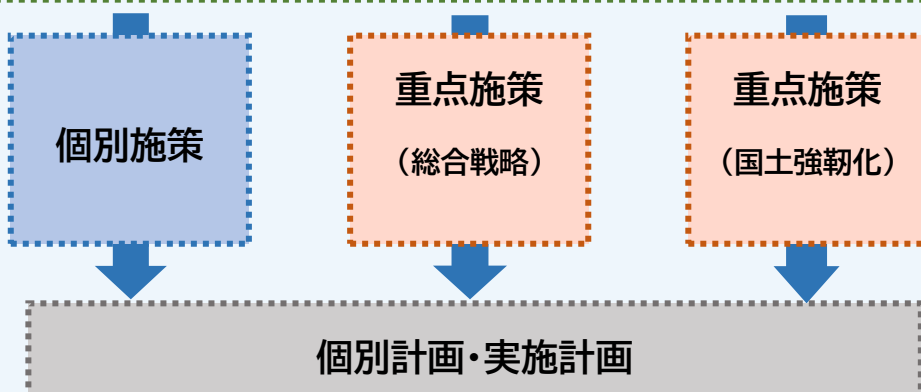 個別施策
重点施策
（総合戦略）
重点施策
（国土強靭化）
個別計画・実施計画